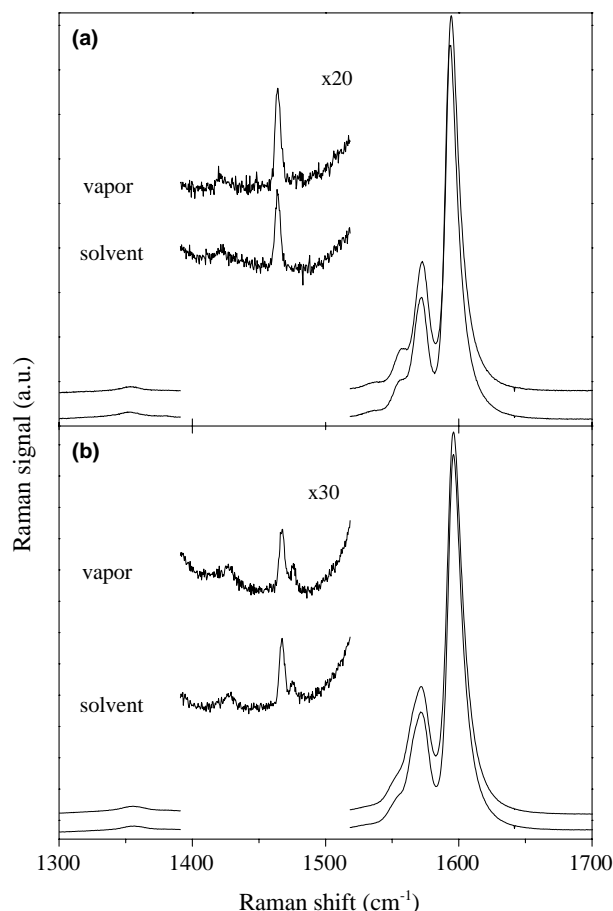 (a)
x20
vapor
solvent
Raman signal (a.u.)
(b)
x30
vapor
solvent
1300 1400 1500 1600 1700
Raman shift (cm⁻¹)